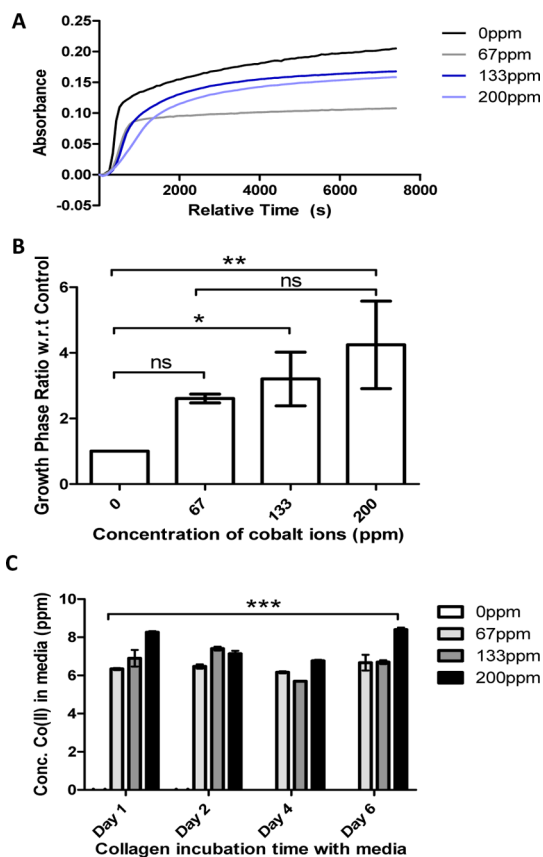 A
0.25
0.20
0.15
0.10
0.05
0.00
-0.05
Absorbance
2000 4000 6000 8000
Relative Time (s)
0ppm
67ppm
133ppm
200ppm
B
Growth Phase Ratio w.r.t Control
6
4
2
0
**
ns
*
ns
0 67 133 200
Concentration of cobalt ions (ppm)
C
Conc. Co(II) in media (ppm)
10
8
6
4
2
0
***
Day 1 Day 2 Day 4 Day 6
Collagen incubation time with media
0ppm
67ppm
133ppm
200ppm